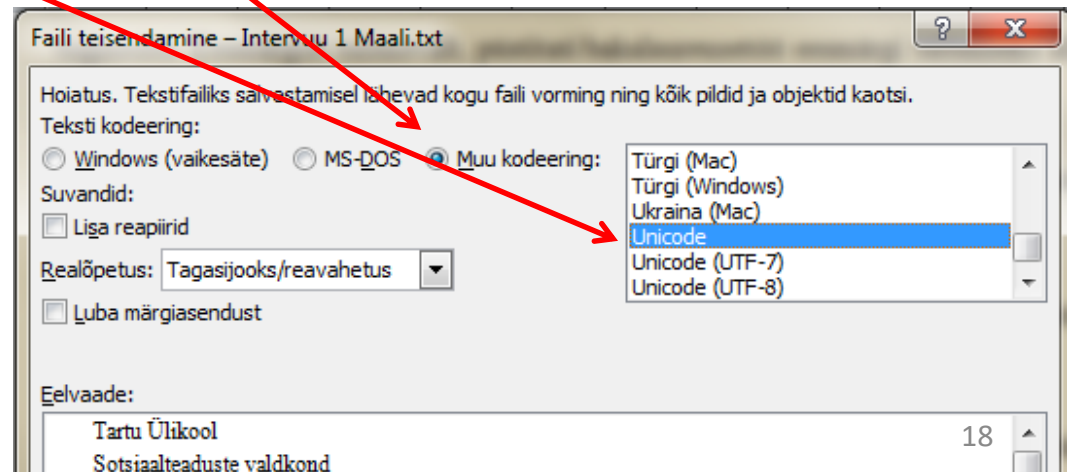 Faili teisendamine – Intervuu 1 Maali.txt
Hoiatus. Tekstifailiks salvestamisel lähevad kogu faili vorming ning kõik pildid ja objektid kaotsi.
Teksti kodeering:
Windows (vaikesäte) MS-DOS Muu kodeering:
Türgi (Mac)
Türgi (Windows)
Ukraina (Mac)
Unicode
Unicode (UTF-7)
Unicode (UTF-8)
Suvandid:
Lisa reapiirid
Realõpetus: Tagasijooks/reavahetus
Luba märgiasendust
Eelvaade:
Tartu Ülikool
Sotsiaalteaduste valdkond
18